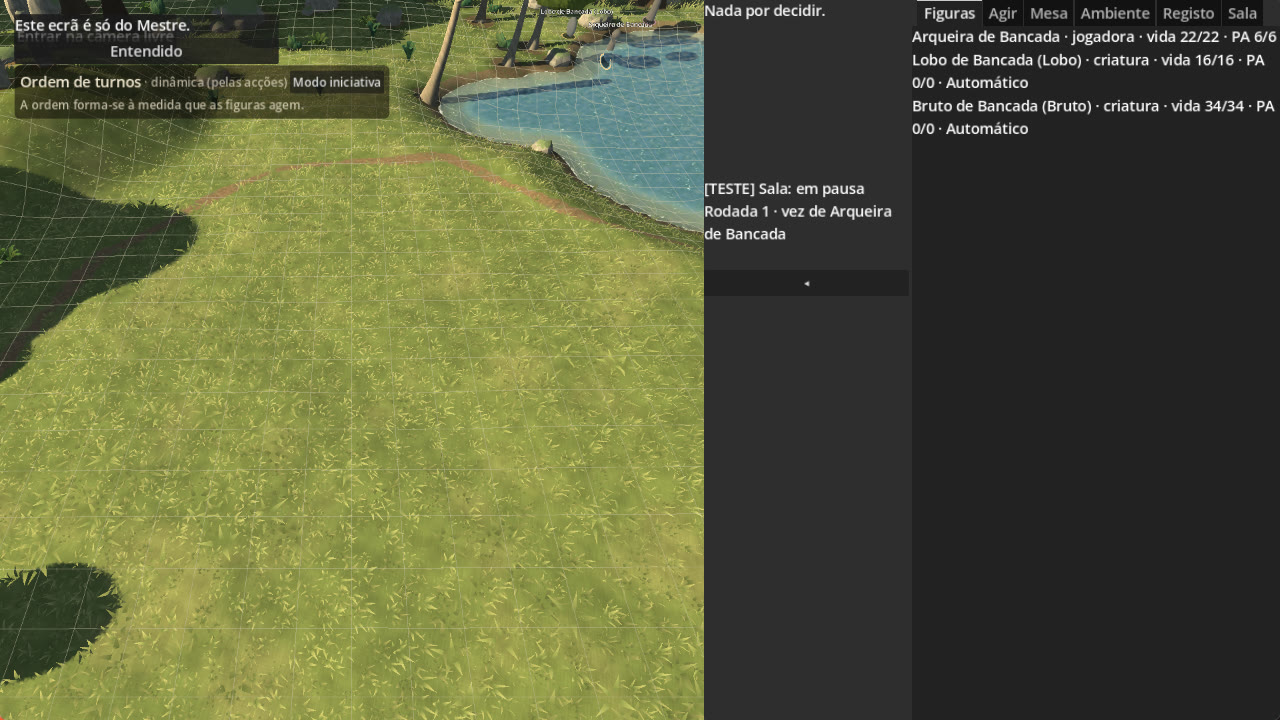 Este ecrã é só do Mestre.
Entrar na câmera livre
Entendido
Ordem de turnos · dinâmica (pelas acções) Modo iniciativa
A ordem forma-se à medida que as figuras agem.
Nada por decidir.
[TESTE] Sala: em pausa
Rodada 1 · vez de Arqueira
de Bancada
Figuras Agir Mesa Ambiente Registo Sala
Arqueira de Bancada · jogadora · vida 22/22 · PA 6/6
Lobo de Bancada (Lobo) · criatura · vida 16/16 · PA
0/0 · Automático
Bruto de Bancada (Bruto) · criatura · vida 34/34 · PA
0/0 · Automático